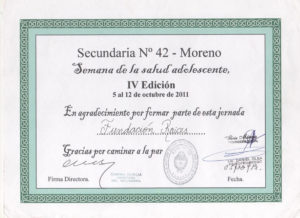 Secundaria Nº 42 - Moreno
Semana de la salud adolescente,
IV Edición
5 al 12 de octubre de 2011
En agradecimiento por formar parte de esta jornada
Fundación Raíces
Gracias por caminar a la par
Firma Directora.
Fecha.